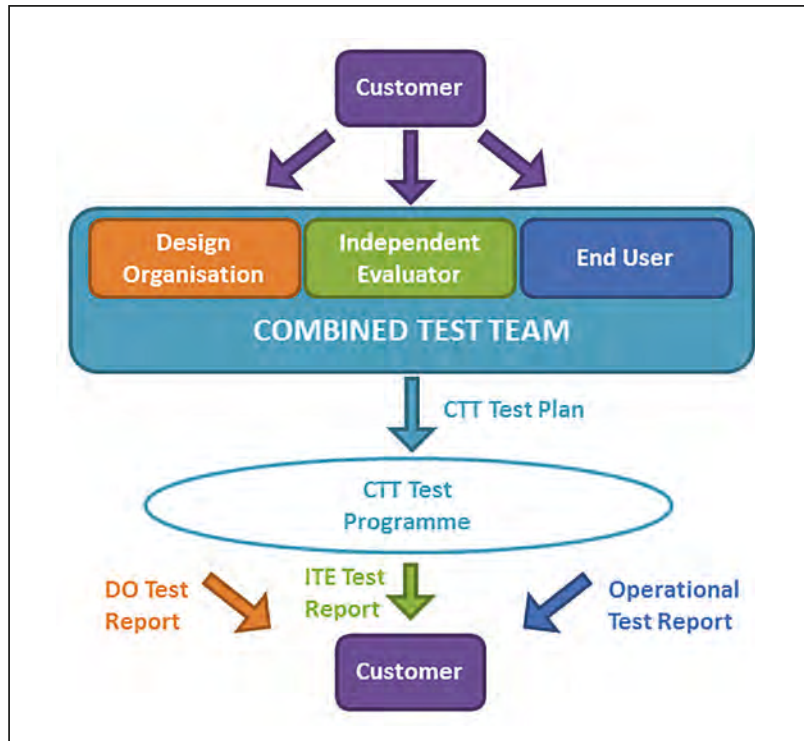 Customer
Design
Organisation
Independent
Evaluator
End User
COMBINED TEST TEAM
CTT Test Plan
CTT Test
Programme
DO Test
Report
ITE Test
Report
Operational
Test Report
Customer